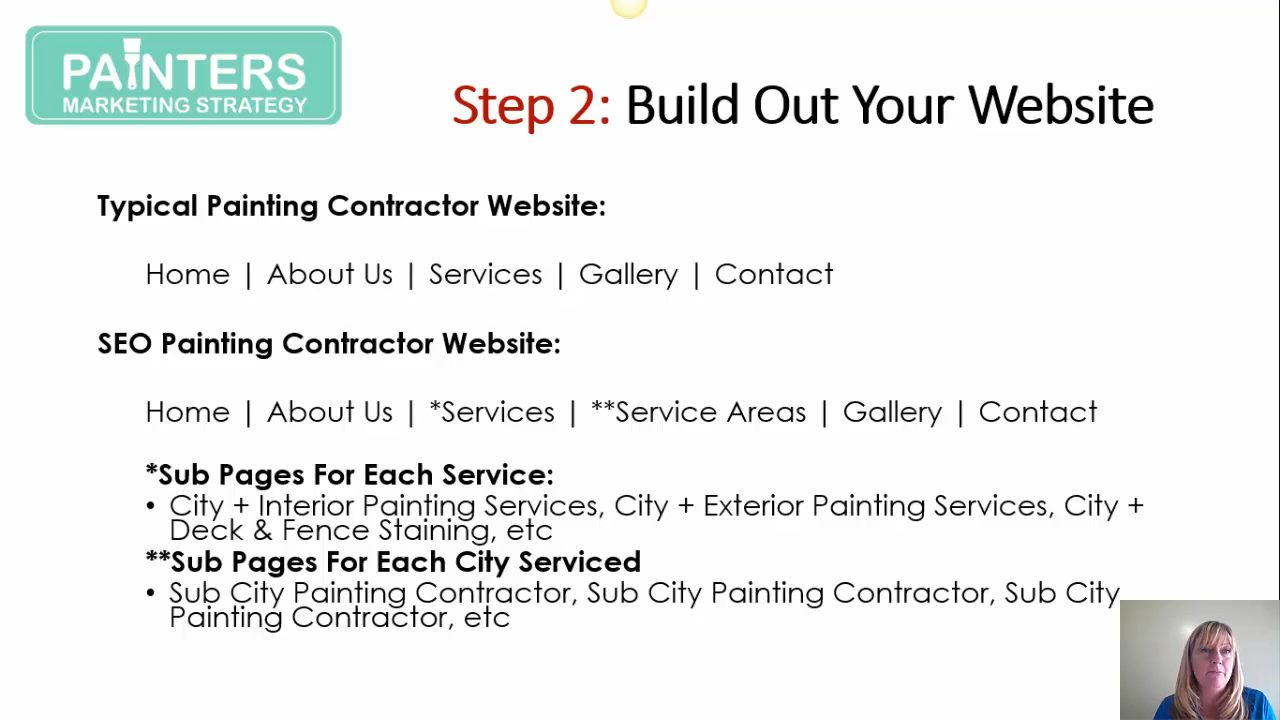 PAINTERS
MARKETING STRATEGY
Step 2: Build Out Your Website
Typical Painting Contractor Website:
Home | About Us | Services | Gallery | Contact
SEO Painting Contractor Website:
Home | About Us | *Services | **Service Areas | Gallery | Contact
*Sub Pages For Each Service:
• City + Interior Painting Services, City + Exterior Painting Services, City +
Deck & Fence Staining, etc
**Sub Pages For Each City Serviced
• Sub City Painting Contractor, Sub City Painting Contractor, Sub City
Painting Contractor, etc